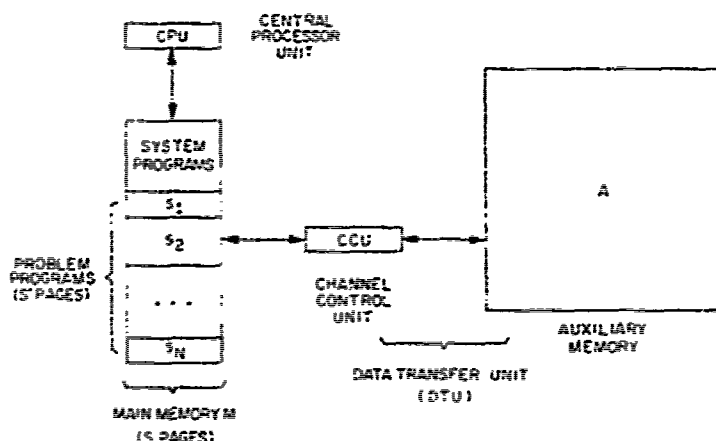 CPU
CENTRAL
PROCESSOR
UNIT
SYSTEM
PROGRAMS
S1
S2
. . .
SN
PROBLEM
PROGRAMS
(S' PAGES)
MAIN MEMORY M
(S PAGES)
CCU
CHANNEL
CONTROL
UNIT
DATA TRANSFER UNIT
(DTU)
A
AUXILIARY
MEMORY